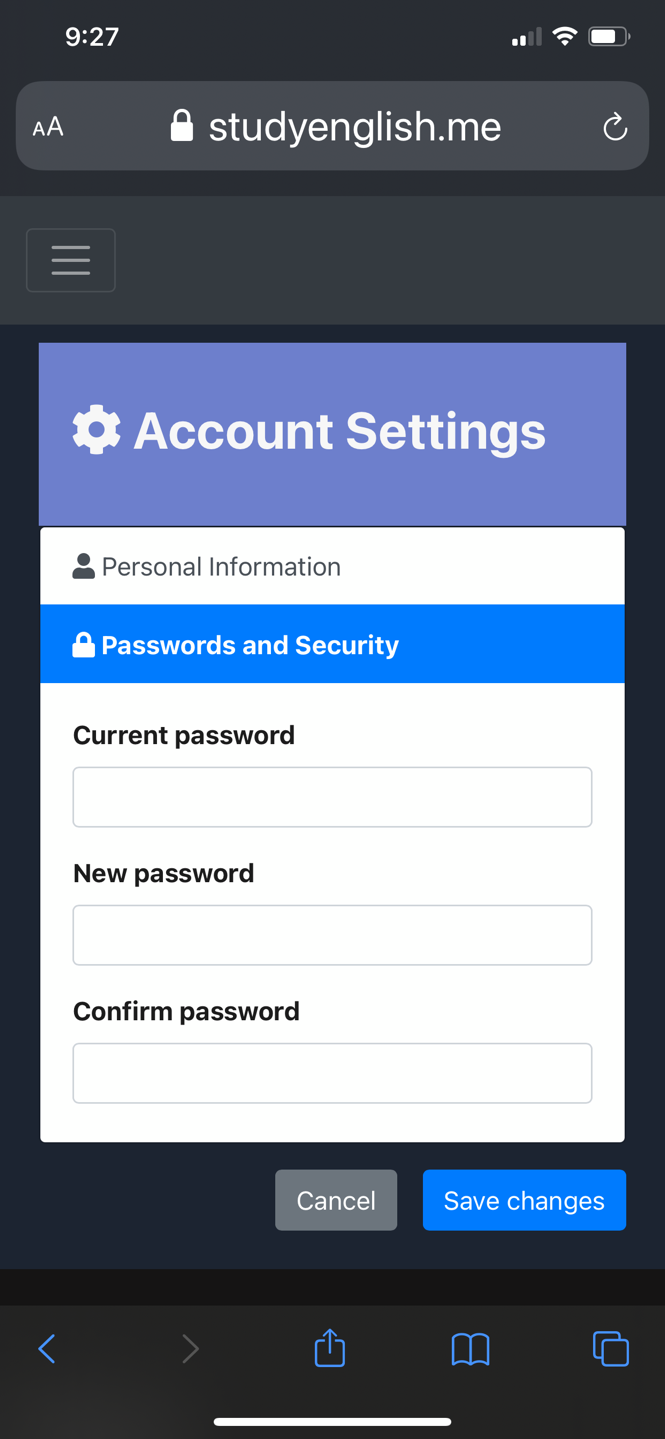 9:27
AA studyenglish.me
Account Settings
Personal Information
Passwords and Security
Current password
New password
Confirm password
Cancel Save changes